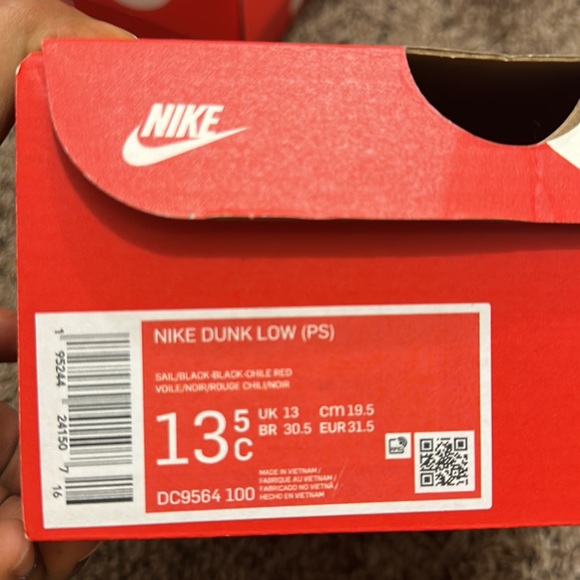 NIKE
NIKE DUNK LOW (PS)
SAIL/BLACK-BLACK-CHILE RED
VOILE/NOIR/ROUGE CHILI/NOIR
13 5 C
UK 13 cm 19.5
BR 30.5 EUR 31.5
MADE IN VIETNAM /
FABRIQUE AU VIETNAM /
FABRICADO NO VIETNÃ /
HECHO EN VIETNAM
DC9564 100
1 95244 24150 7 16